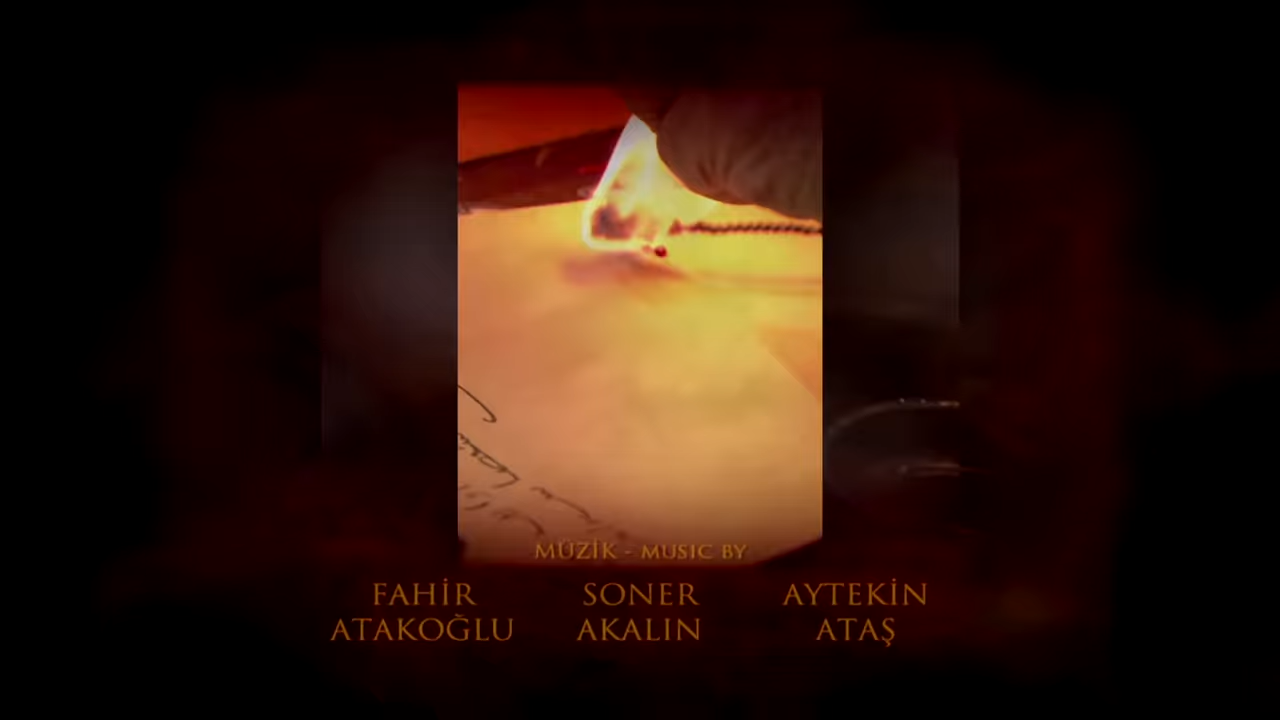 MÜZİK - MUSIC BY
FAHİR
ATAKOĞLU
SONER
AKALIN
AYTEKİN
ATAŞ